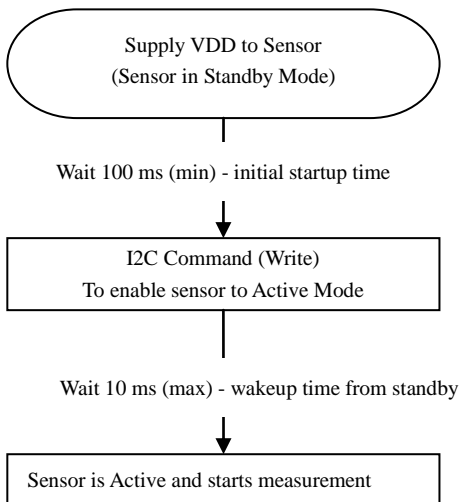 Supply VDD to Sensor
(Sensor in Standby Mode)
Wait 100 ms (min) - initial startup time
I2C Command (Write)
To enable sensor to Active Mode
Wait 10 ms (max) - wakeup time from standby
Sensor is Active and starts measurement